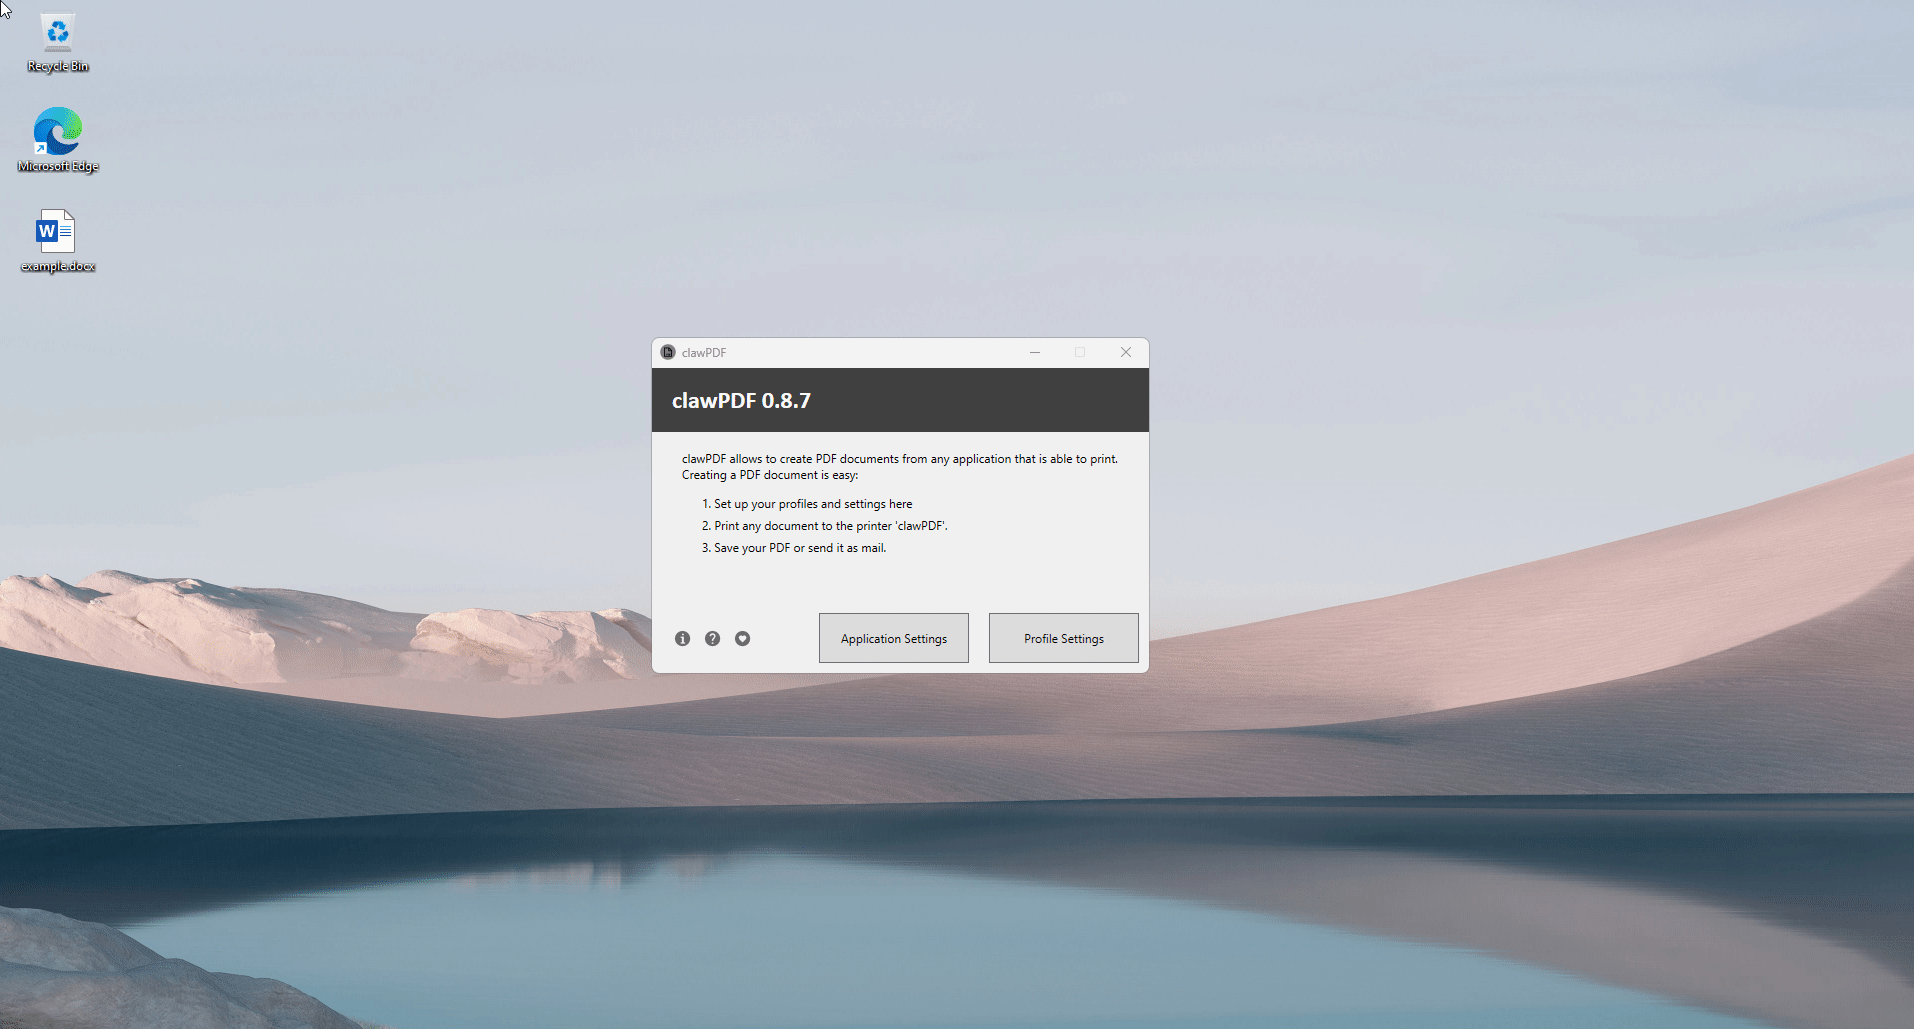 Recycle Bin
Microsoft Edge
W
example.docx
clawPDF
clawPDF 0.8.7
clawPDF allows to create PDF documents from any application that is able to print.
Creating a PDF document is easy:
1. Set up your profiles and settings here
2. Print any document to the printer 'clawPDF'.
3. Save your PDF or send it as mail.
Application Settings
Profile Settings